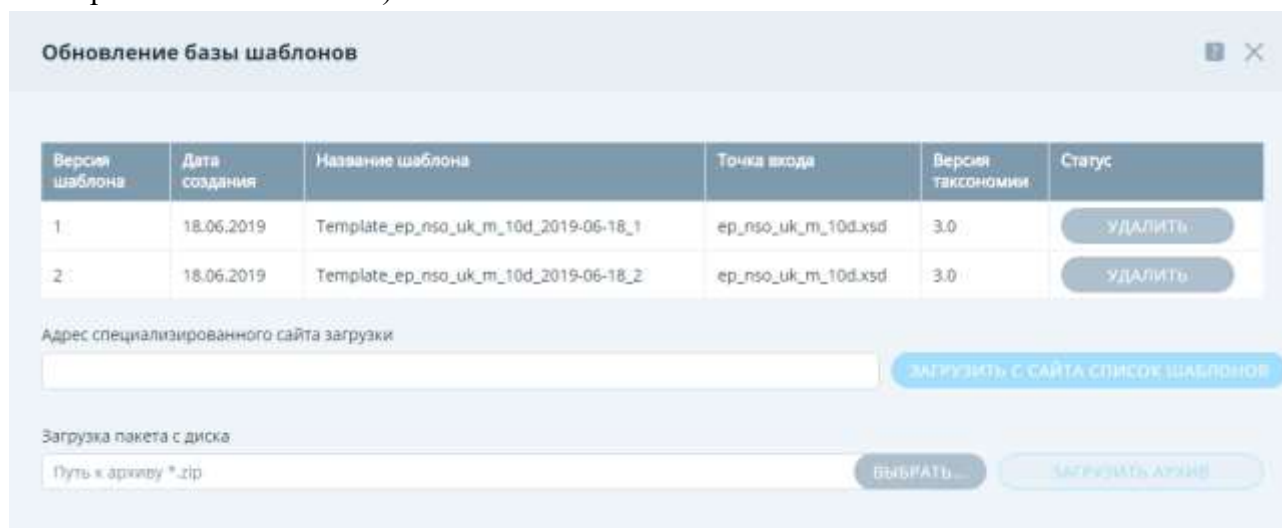 Обновление базы шаблонов
Версия шаблона Дата создания Название шаблона Точка входа Версия таксономии Статус
1 18.06.2019 Template_ep_nso_uk_m_10d_2019-06-18_1 ep_nso_uk_m_10d.xsd 3.0 УДАЛИТЬ
2 18.06.2019 Template_ep_nso_uk_m_10d_2019-06-18_2 ep_nso_uk_m_10d.xsd 3.0 УДАЛИТЬ
Адрес специализированного сайта загрузки
ЗАГРУЗИТЬ С САЙТА СПИСОК ШАБЛОНОВ
Загрузка пакета с диска
Путь к архиву *.zip ВЫБРАТЬ... ЗАГРУЗИТЬ АРХИВ